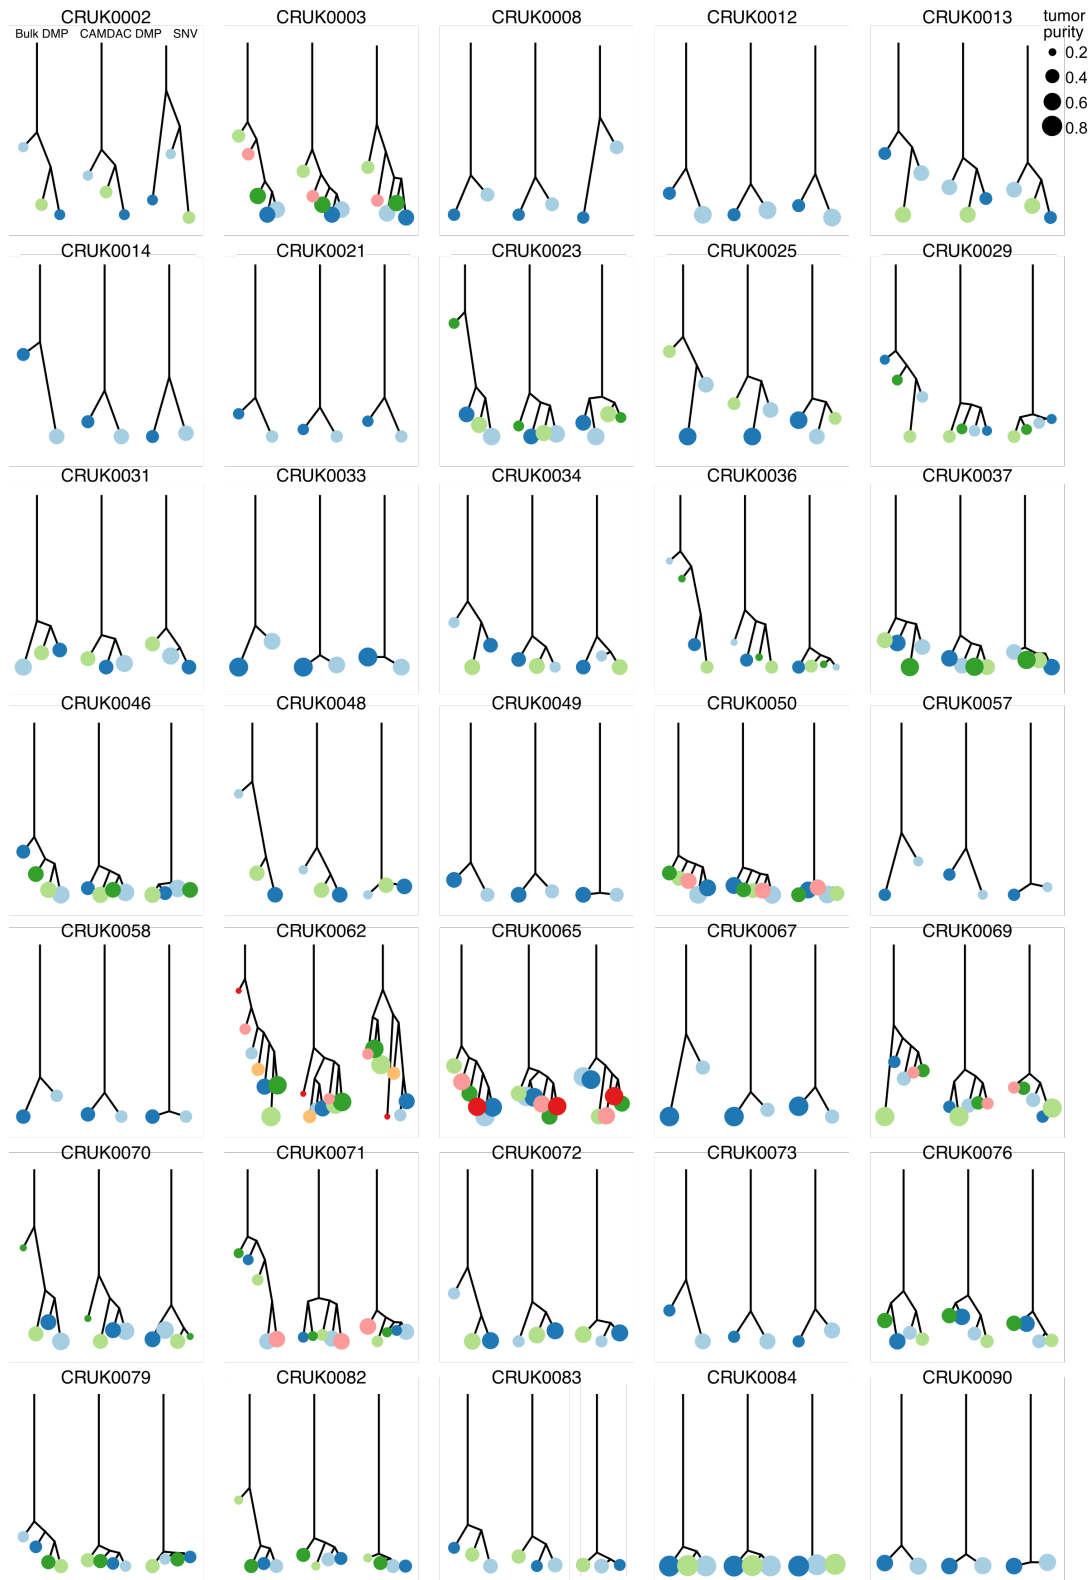 CRUK0002 CRUK0003 CRUK0008 CRUK0012 CRUK0013 tumor
purity
Bulk DMP CAMDAC DMP SNV
0.2
0.4
0.6
0.8
CRUK0014 CRUK0021 CRUK0023 CRUK0025 CRUK0029
CRUK0031 CRUK0033 CRUK0034 CRUK0036 CRUK0037
CRUK0046 CRUK0048 CRUK0049 CRUK0050 CRUK0057
CRUK0058 CRUK0062 CRUK0065 CRUK0067 CRUK0069
CRUK0070 CRUK0071 CRUK0072 CRUK0073 CRUK0076
CRUK0079 CRUK0082 CRUK0083 CRUK0084 CRUK0090